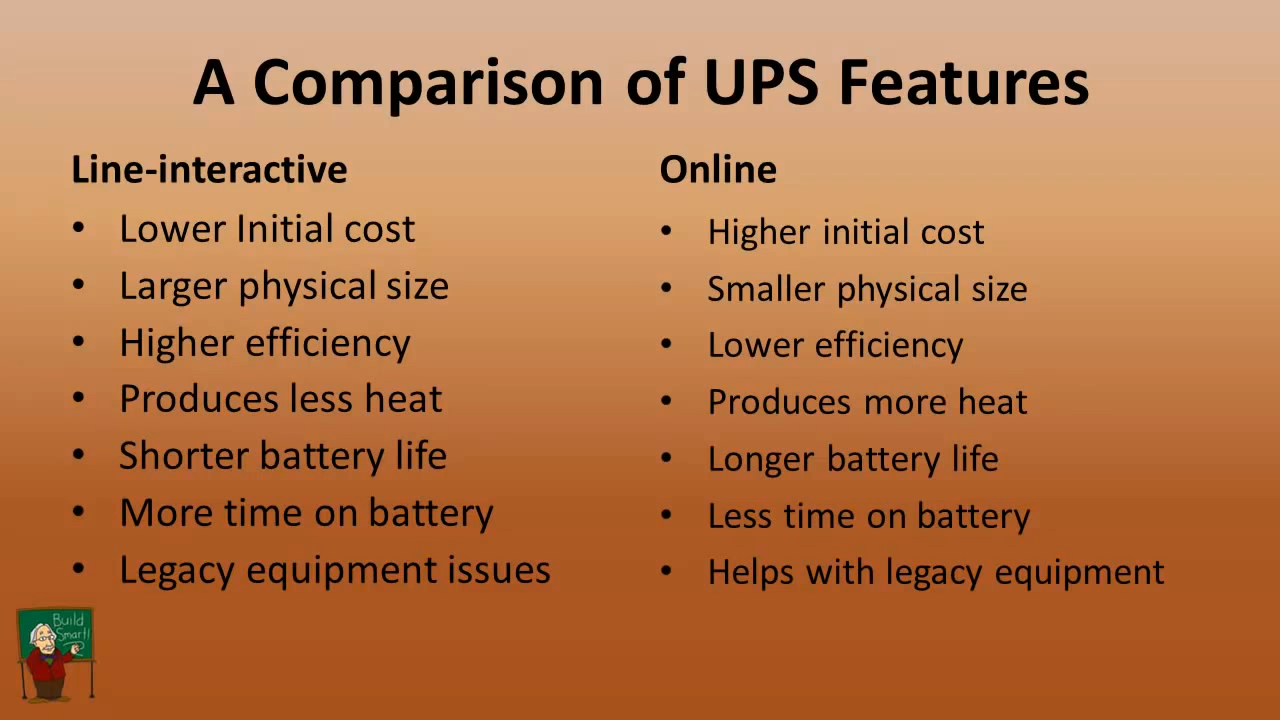 A Comparison of UPS Features
Line-interactive
• Lower Initial cost
• Larger physical size
• Higher efficiency
• Produces less heat
• Shorter battery life
• More time on battery
• Legacy equipment issues
Online
• Higher initial cost
• Smaller physical size
• Lower efficiency
• Produces more heat
• Longer battery life
• Less time on battery
• Helps with legacy equipment
Build
Smart!